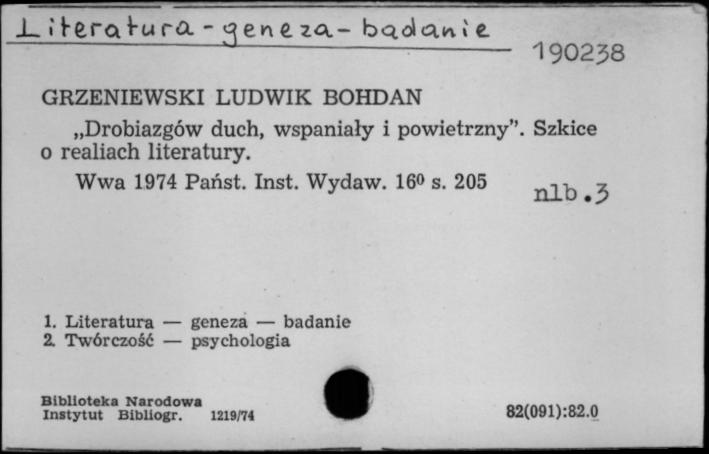 Literatura - geneza - badanie
190238
GRZENIEWSKI LUDWIK BOHDAN
„Drobiazgów duch, wspaniały i powietrzny”. Szkice
o realiach literatury.
Wwa 1974 Państ. Inst. Wydaw. 16⁰ s. 205
nlb.3
1. Literatura — geneza — badanie
2. Twórczość — psychologia
Biblioteka Narodowa
Instytut Bibliogr. 1219/74
82(091):82.0